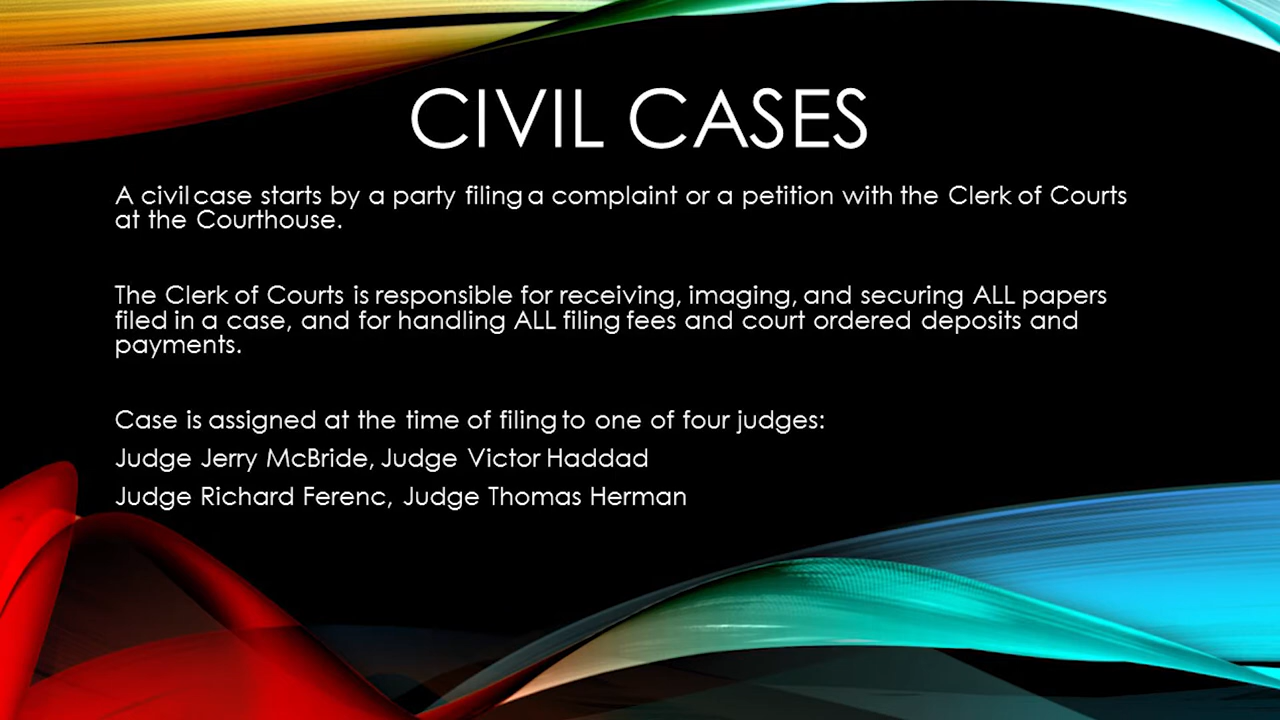 CIVIL CASES
A civil case starts by a party filing a complaint or a petition with the Clerk of Courts
at the Courthouse.
The Clerk of Courts is responsible for receiving, imaging, and securing ALL papers
filed in a case, and for handling ALL filing fees and court ordered deposits and
payments.
Case is assigned at the time of filing to one of four judges:
Judge Jerry McBride, Judge Victor Haddad
Judge Richard Ferenc, Judge Thomas Herman